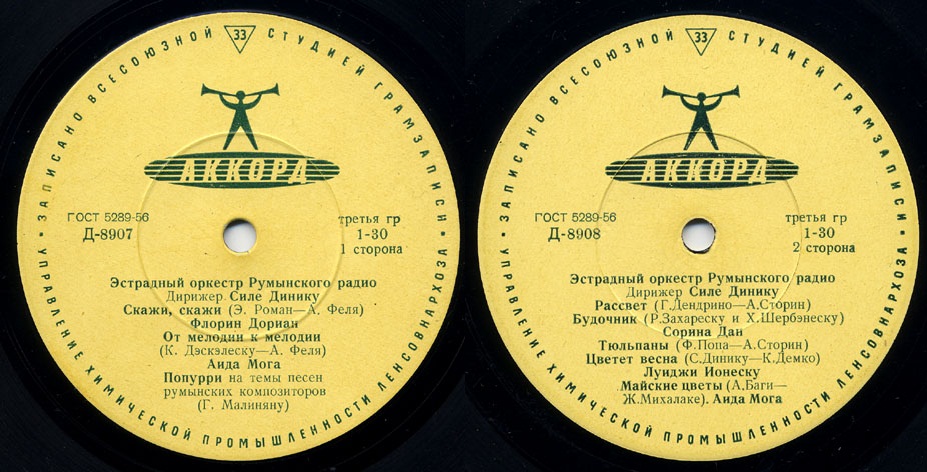 ЗАПИСАНО ВСЕСОЮЗНОЙ СТУДИЕЙ ГРАМЗАПИСИ •
33
АККОРД
ГОСТ 5289-56
Д-8907
третья гр
1-30
1 сторона
Эстрадный оркестр Румынского радио
Дирижер Силе Динику
Скажи, скажи (Э. Роман—А. Феля)
Флорин Дориан
От мелодии к мелодии
(К. Дэскэлеску—А. Феля)
Аида Мога
Попурри на темы песен
румынских композиторов
(Г. Малиняну)
УПРАВЛЕНИЕ ХИМИЧЕСКОЙ ПРОМЫШЛЕННОСТИ ЛЕНСОВНАРХОЗА •
ЗАПИСАНО ВСЕСОЮЗНОЙ СТУДИЕЙ ГРАМЗАПИСИ •
33
АККОРД
ГОСТ 5289-56
Д-8908
третья гр
1-30
2 сторона
Эстрадный оркестр Румынского радио
Дирижер Силе Динику
Рассвет (Г.Дендрино—А.Сторин)
Будочник (Р.Захареску и Х.Шербэнеску)
Сорина Дан
Тюльпаны (Ф.Попа—А.Сторин)
Цветет весна (С.Динику—К.Демко)
Луиджи Ионеску
Майские цветы (А.Баги—
Ж.Михалаке). Аида Мога
УПРАВЛЕНИЕ ХИМИЧЕСКОЙ ПРОМЫШЛЕННОСТИ ЛЕНСОВНАРХОЗА •